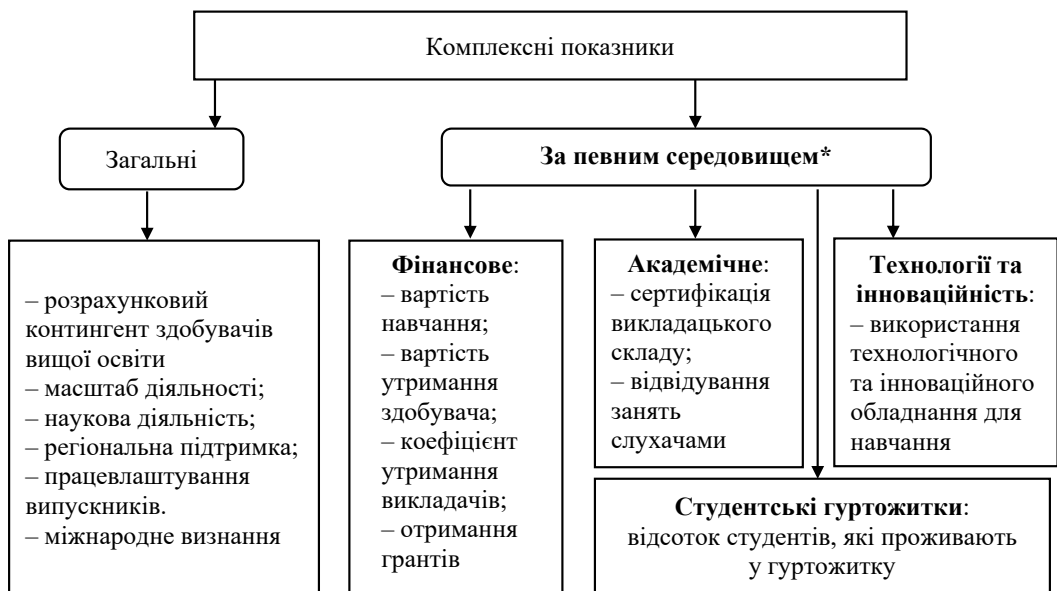 Комплексні показники
Загальні
За певним середовищем*
– розрахунковий
контингент здобувачів
вищої освіти
– масштаб діяльності;
– наукова діяльність;
– регіональна підтримка;
– працевлаштування
випускників.
– міжнародне визнання
Фінансове:
– вартість
навчання;
– вартість
утримання
здобувача;
– коефіцієнт
утримання
викладачів;
– отримання
грантів
Академічне:
– сертифікація
викладацького
складу;
– відвідування
занять
слухачами
Технології та
інноваційність:
– використання
технологічного
та інноваційного
обладнання для
навчання
Студентські гуртожитки:
відсоток студентів, які проживають
у гуртожитку